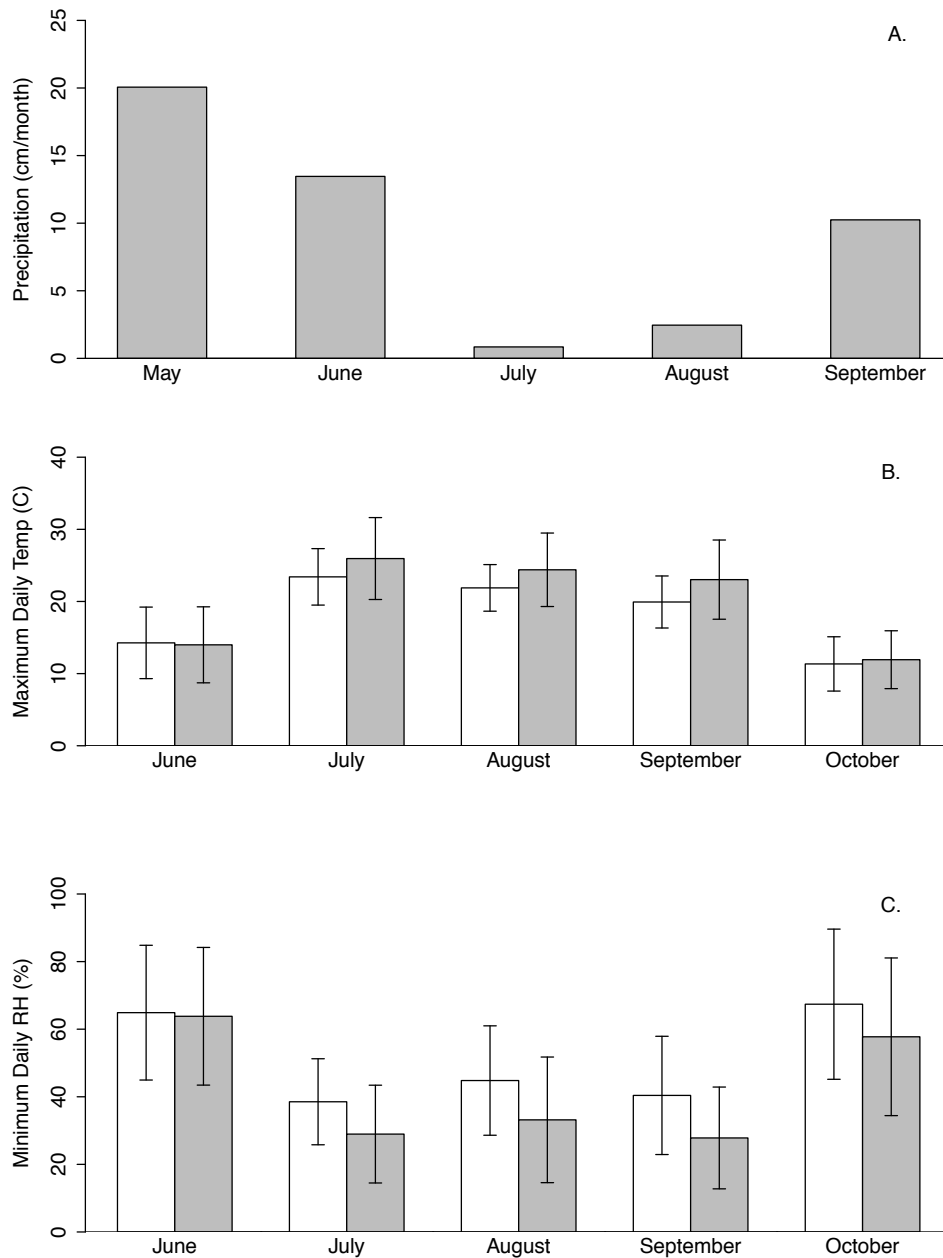 A.
Precipitation (cm/month)
25
20
15
10
5
0
May June July August September
B.
Maximum Daily Temp (C)
40
30
20
10
0
June July August September October
C.
Minimum Daily RH (%)
100
80
60
40
20
0
June July August September October